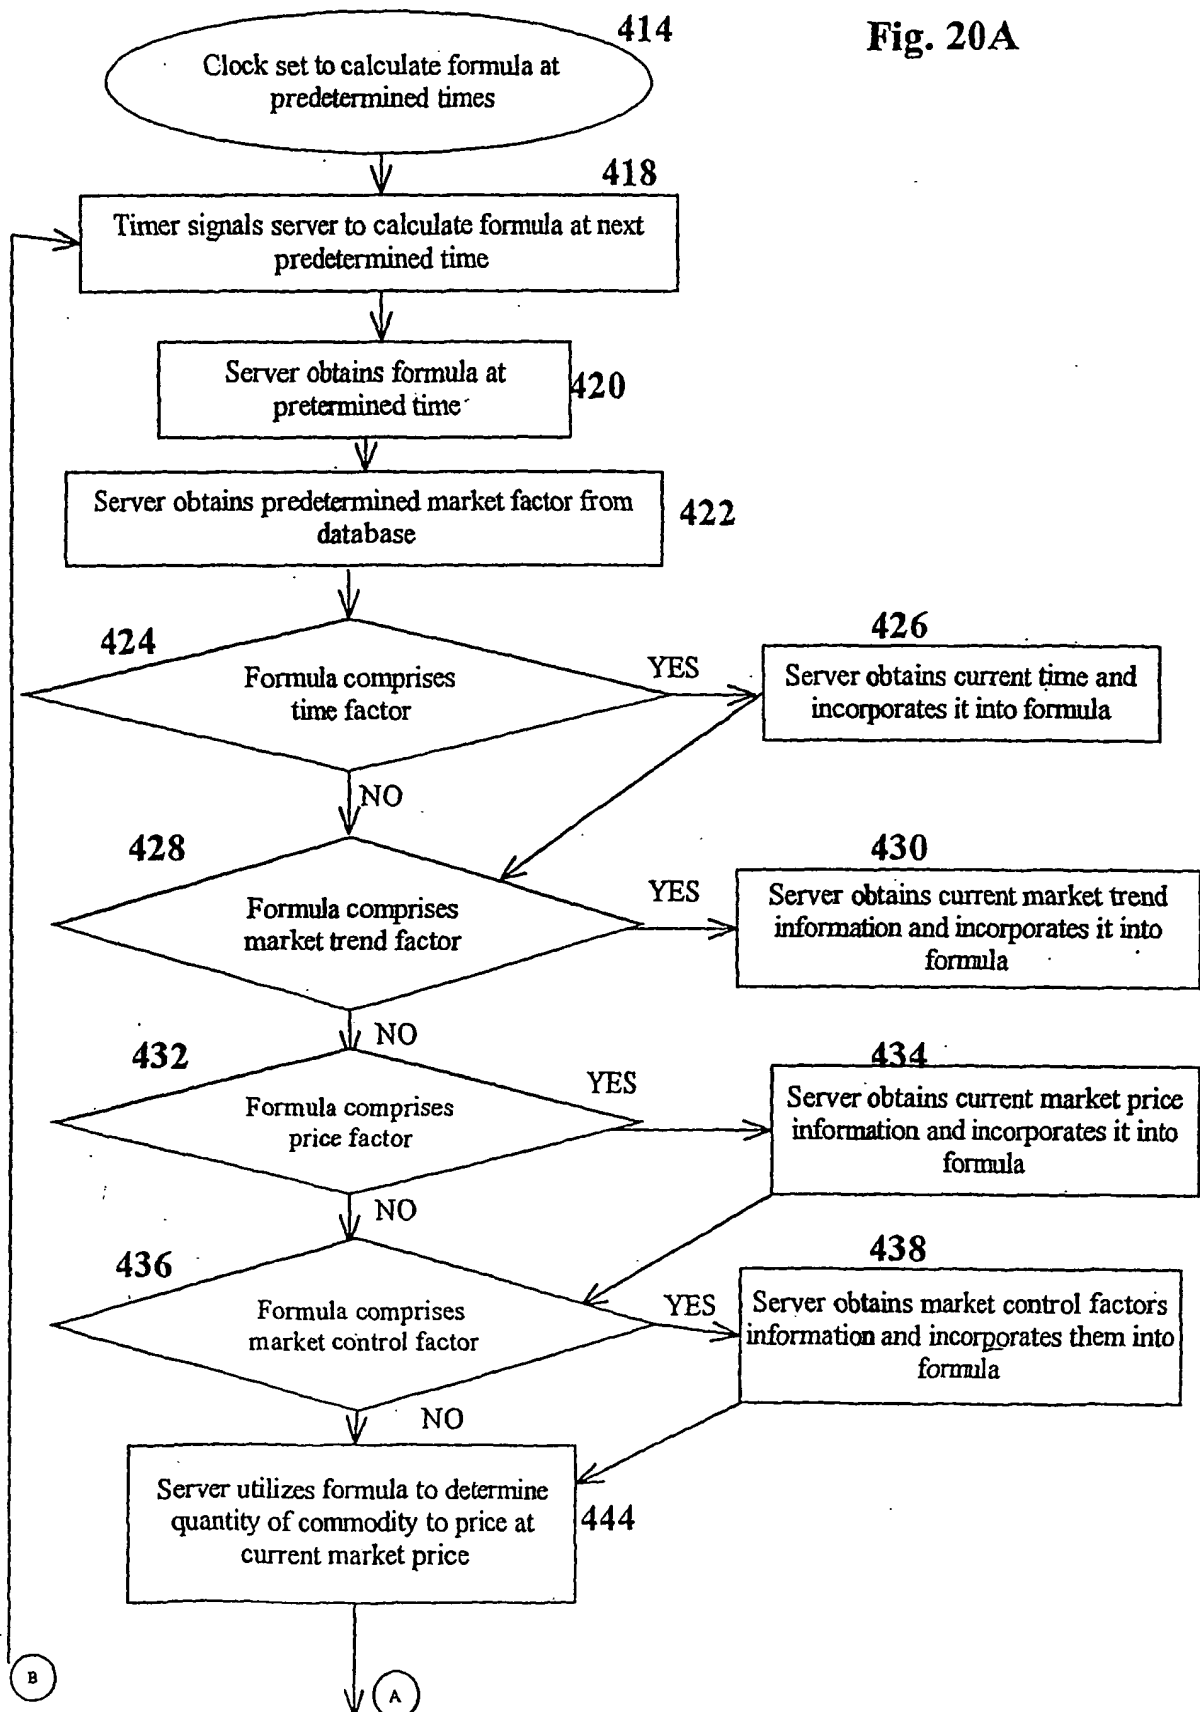 Fig. 20A
414
Clock set to calculate formula at
predetermined times
418
Timer signals server to calculate formula at next
predetermined time
Server obtains formula at
pretermined time
420
Server obtains predetermined market factor from
database
422
424
Formula comprises
time factor
YES
426
Server obtains current time and
incorporates it into formula
NO
428
Formula comprises
market trend factor
YES
430
Server obtains current market trend
information and incorporates it into
formula
NO
432
Formula comprises
price factor
YES
434
Server obtains current market price
information and incorporates it into
formula
NO
436
Formula comprises
market control factor
YES
438
Server obtains market control factors
information and incorporates them into
formula
NO
Server utilizes formula to determine
quantity of commodity to price at
current market price
444
B
A